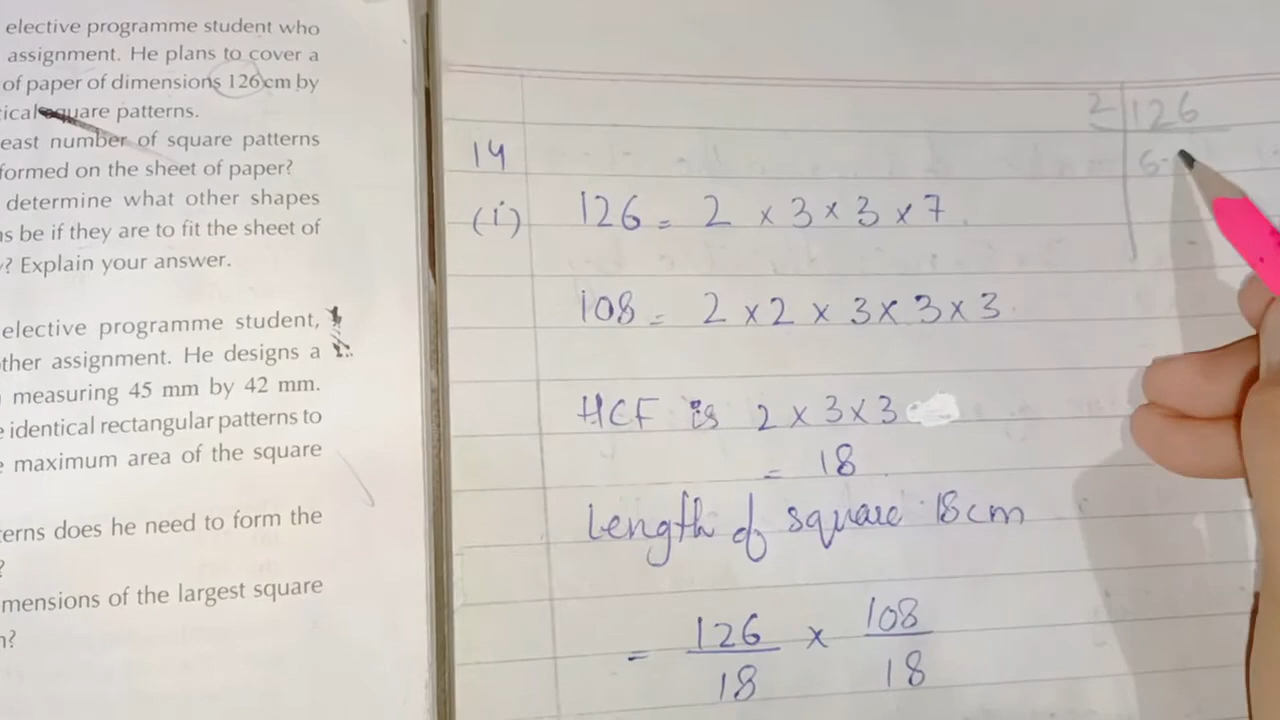 elective programme student who
assignment. He plans to cover a
of paper of dimensions 126 cm by
tical square patterns.
east number of square patterns
formed on the sheet of paper?
determine what other shapes
ns be if they are to fit the sheet of
y? Explain your answer.
elective programme student,
other assignment. He designs a
measuring 45 mm by 42 mm.
e identical rectangular patterns to
e maximum area of the square
terns does he need to form the
?
mensions of the largest square
n?
2 126
6
14
(i) 126 = 2 × 3 × 3 × 7
108 = 2 × 2 × 3 × 3 × 3
HCF is 2 × 3 × 3
= 18
Length of square 18cm
= 126/18 × 108/18